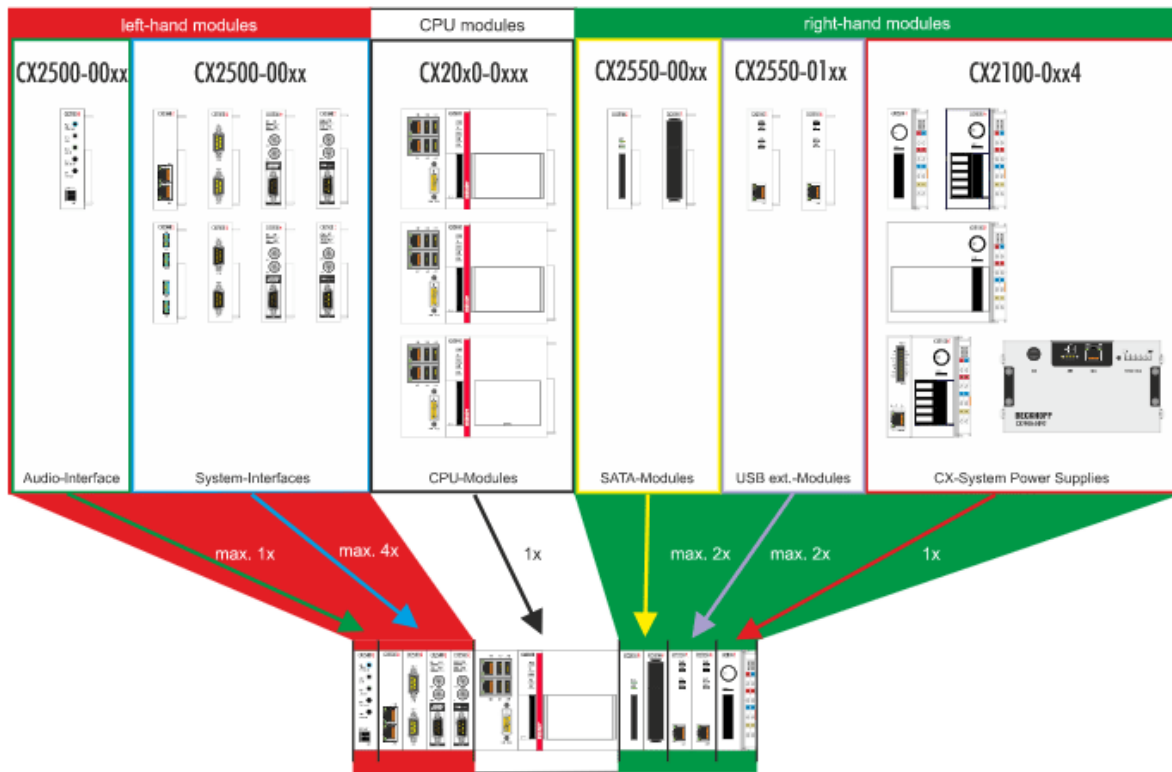 left-hand modules
CPU modules
right-hand modules
CX2500-00xx
CX2500-00xx
CX20x0-0xxx
CX2550-00xx
CX2550-01xx
CX2100-0xx4
BECKHOFF
Audio-Interface
System-Interfaces
CPU-Modules
SATA-Modules
USB ext.-Modules
CX-System Power Supplies
max. 1x
max. 4x
1x
max. 2x
max. 2x
1x